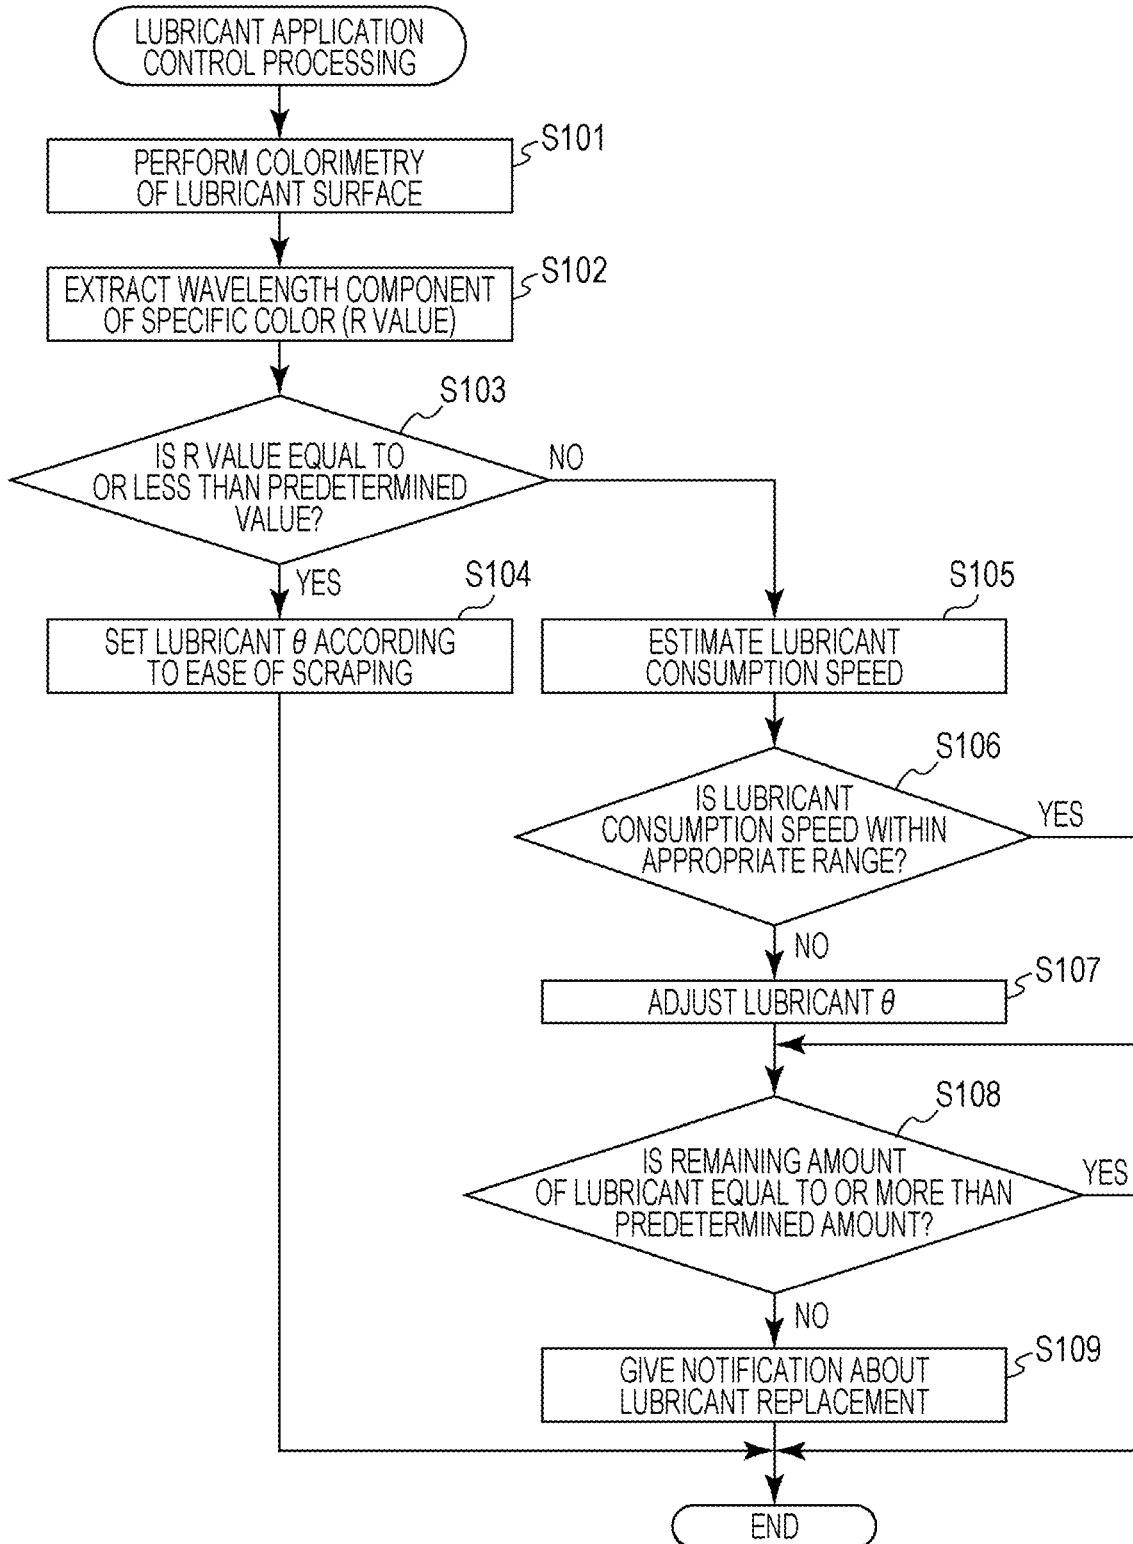 LUBRICANT APPLICATION
CONTROL PROCESSING
S101
PERFORM COLORIMETRY
OF LUBRICANT SURFACE
S102
EXTRACT WAVELENGTH COMPONENT
OF SPECIFIC COLOR (R VALUE)
S103
IS R VALUE EQUAL TO
OR LESS THAN PREDETERMINED
VALUE?
NO
YES
S104
SET LUBRICANT θ ACCORDING
TO EASE OF SCRAPING
S105
ESTIMATE LUBRICANT
CONSUMPTION SPEED
S106
IS LUBRICANT
CONSUMPTION SPEED WITHIN
APPROPRIATE RANGE?
YES
NO
S107
ADJUST LUBRICANT θ
S108
IS REMAINING AMOUNT
OF LUBRICANT EQUAL TO OR MORE THAN
PREDETERMINED AMOUNT?
YES
NO
S109
GIVE NOTIFICATION ABOUT
LUBRICANT REPLACEMENT
END